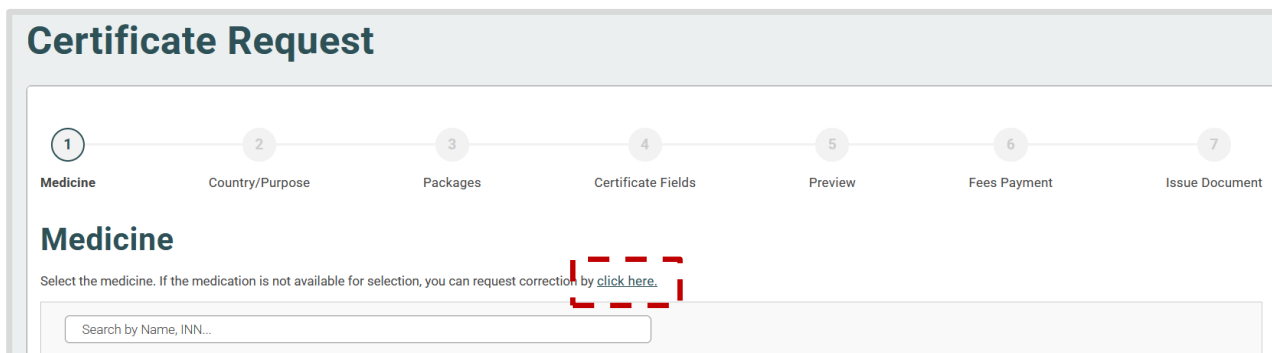 Certificate Request
1 2 3 4 5 6 7
Medicine Country/Purpose Packages Certificate Fields Preview Fees Payment Issue Document
Medicine
Select the medicine. If the medication is not available for selection, you can request correction by click here.
Search by Name, INN...